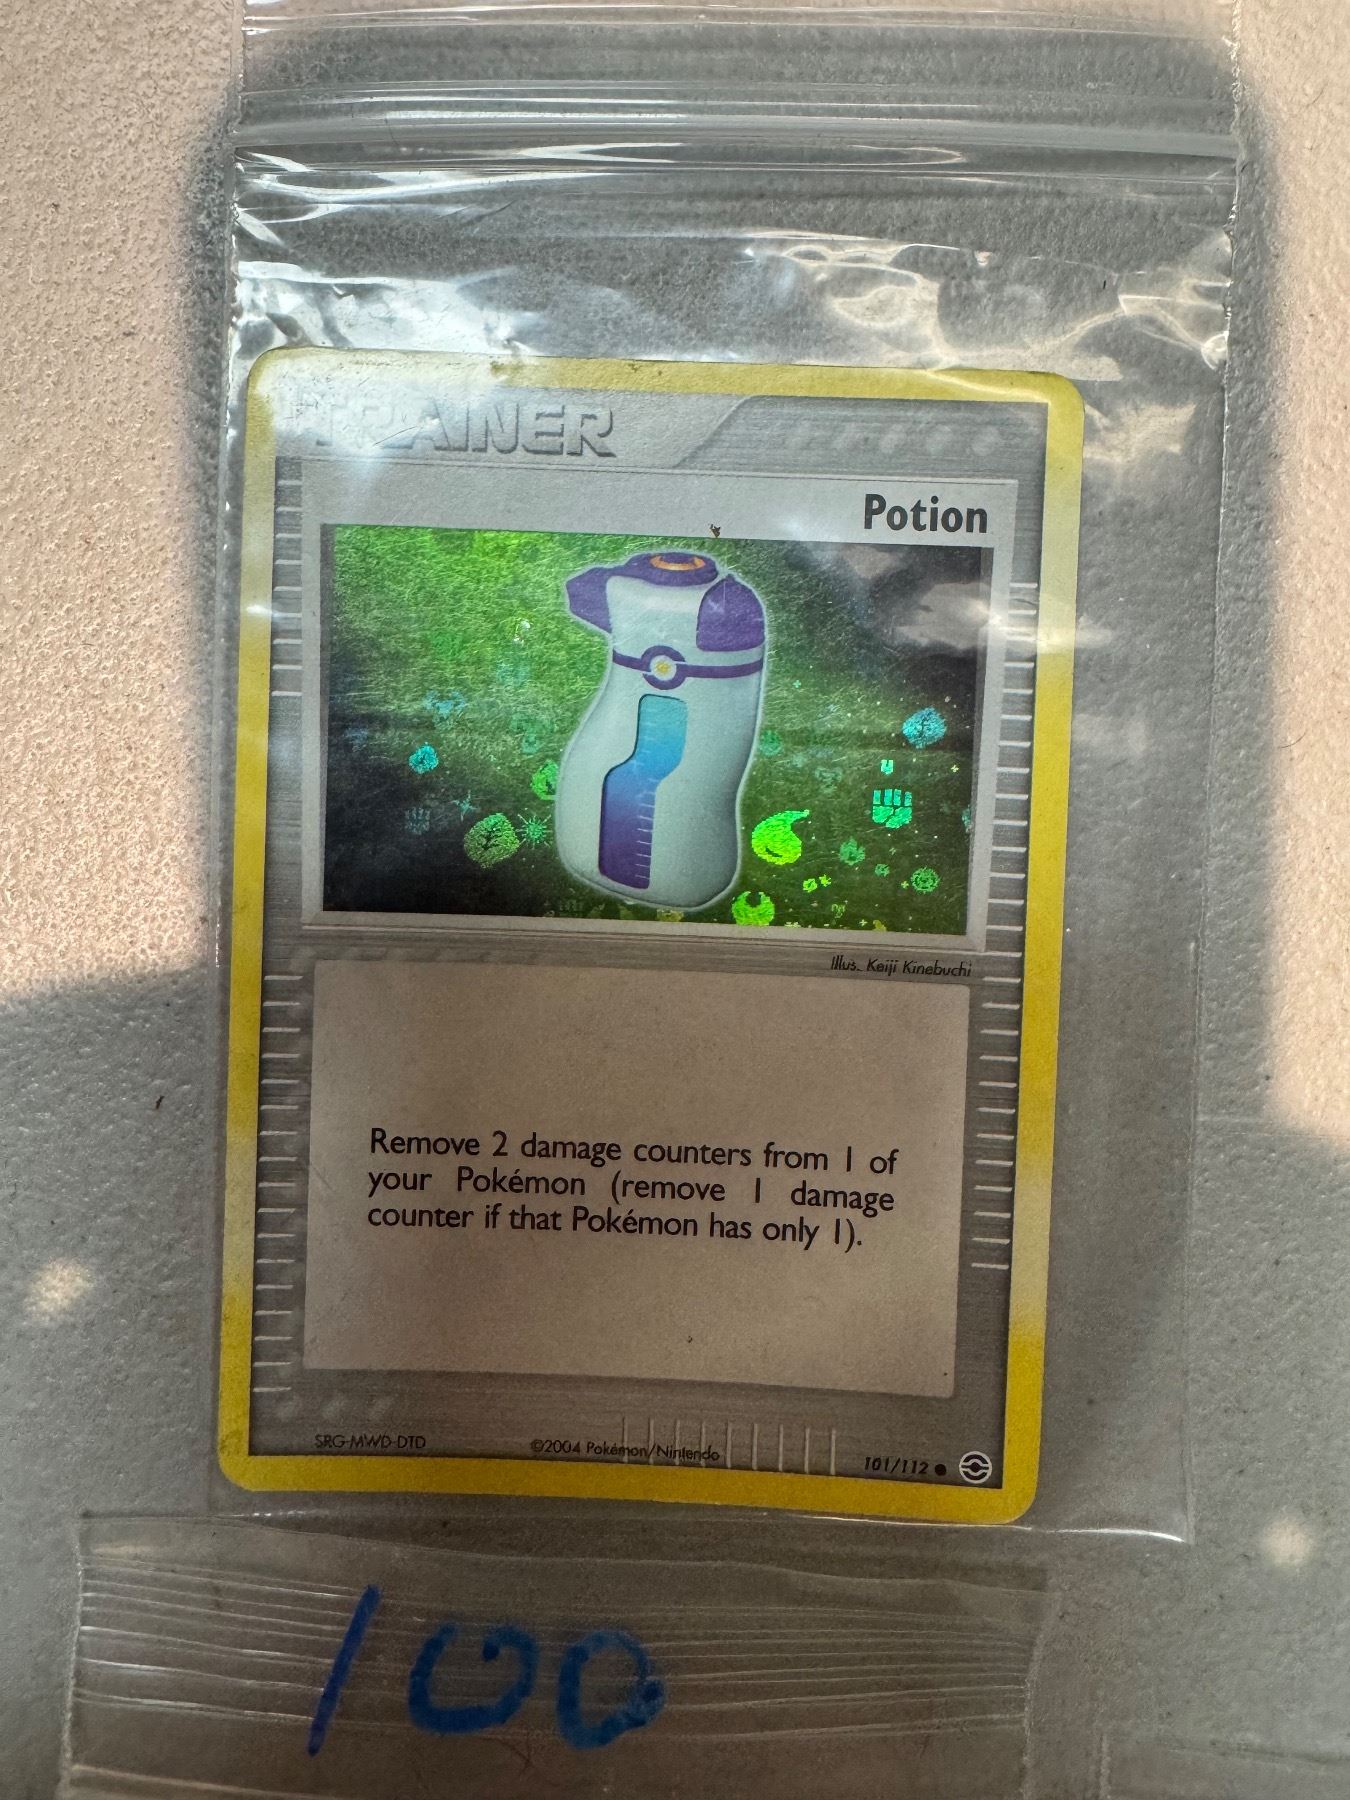 TRAINER
Potion
Illus. Keiji Kinebuchi
Remove 2 damage counters from 1 of
your Pokémon (remove 1 damage
counter if that Pokémon has only 1).
SRG-MWD-DTD
©2004 Pokémon/Nintendo
101/112
100